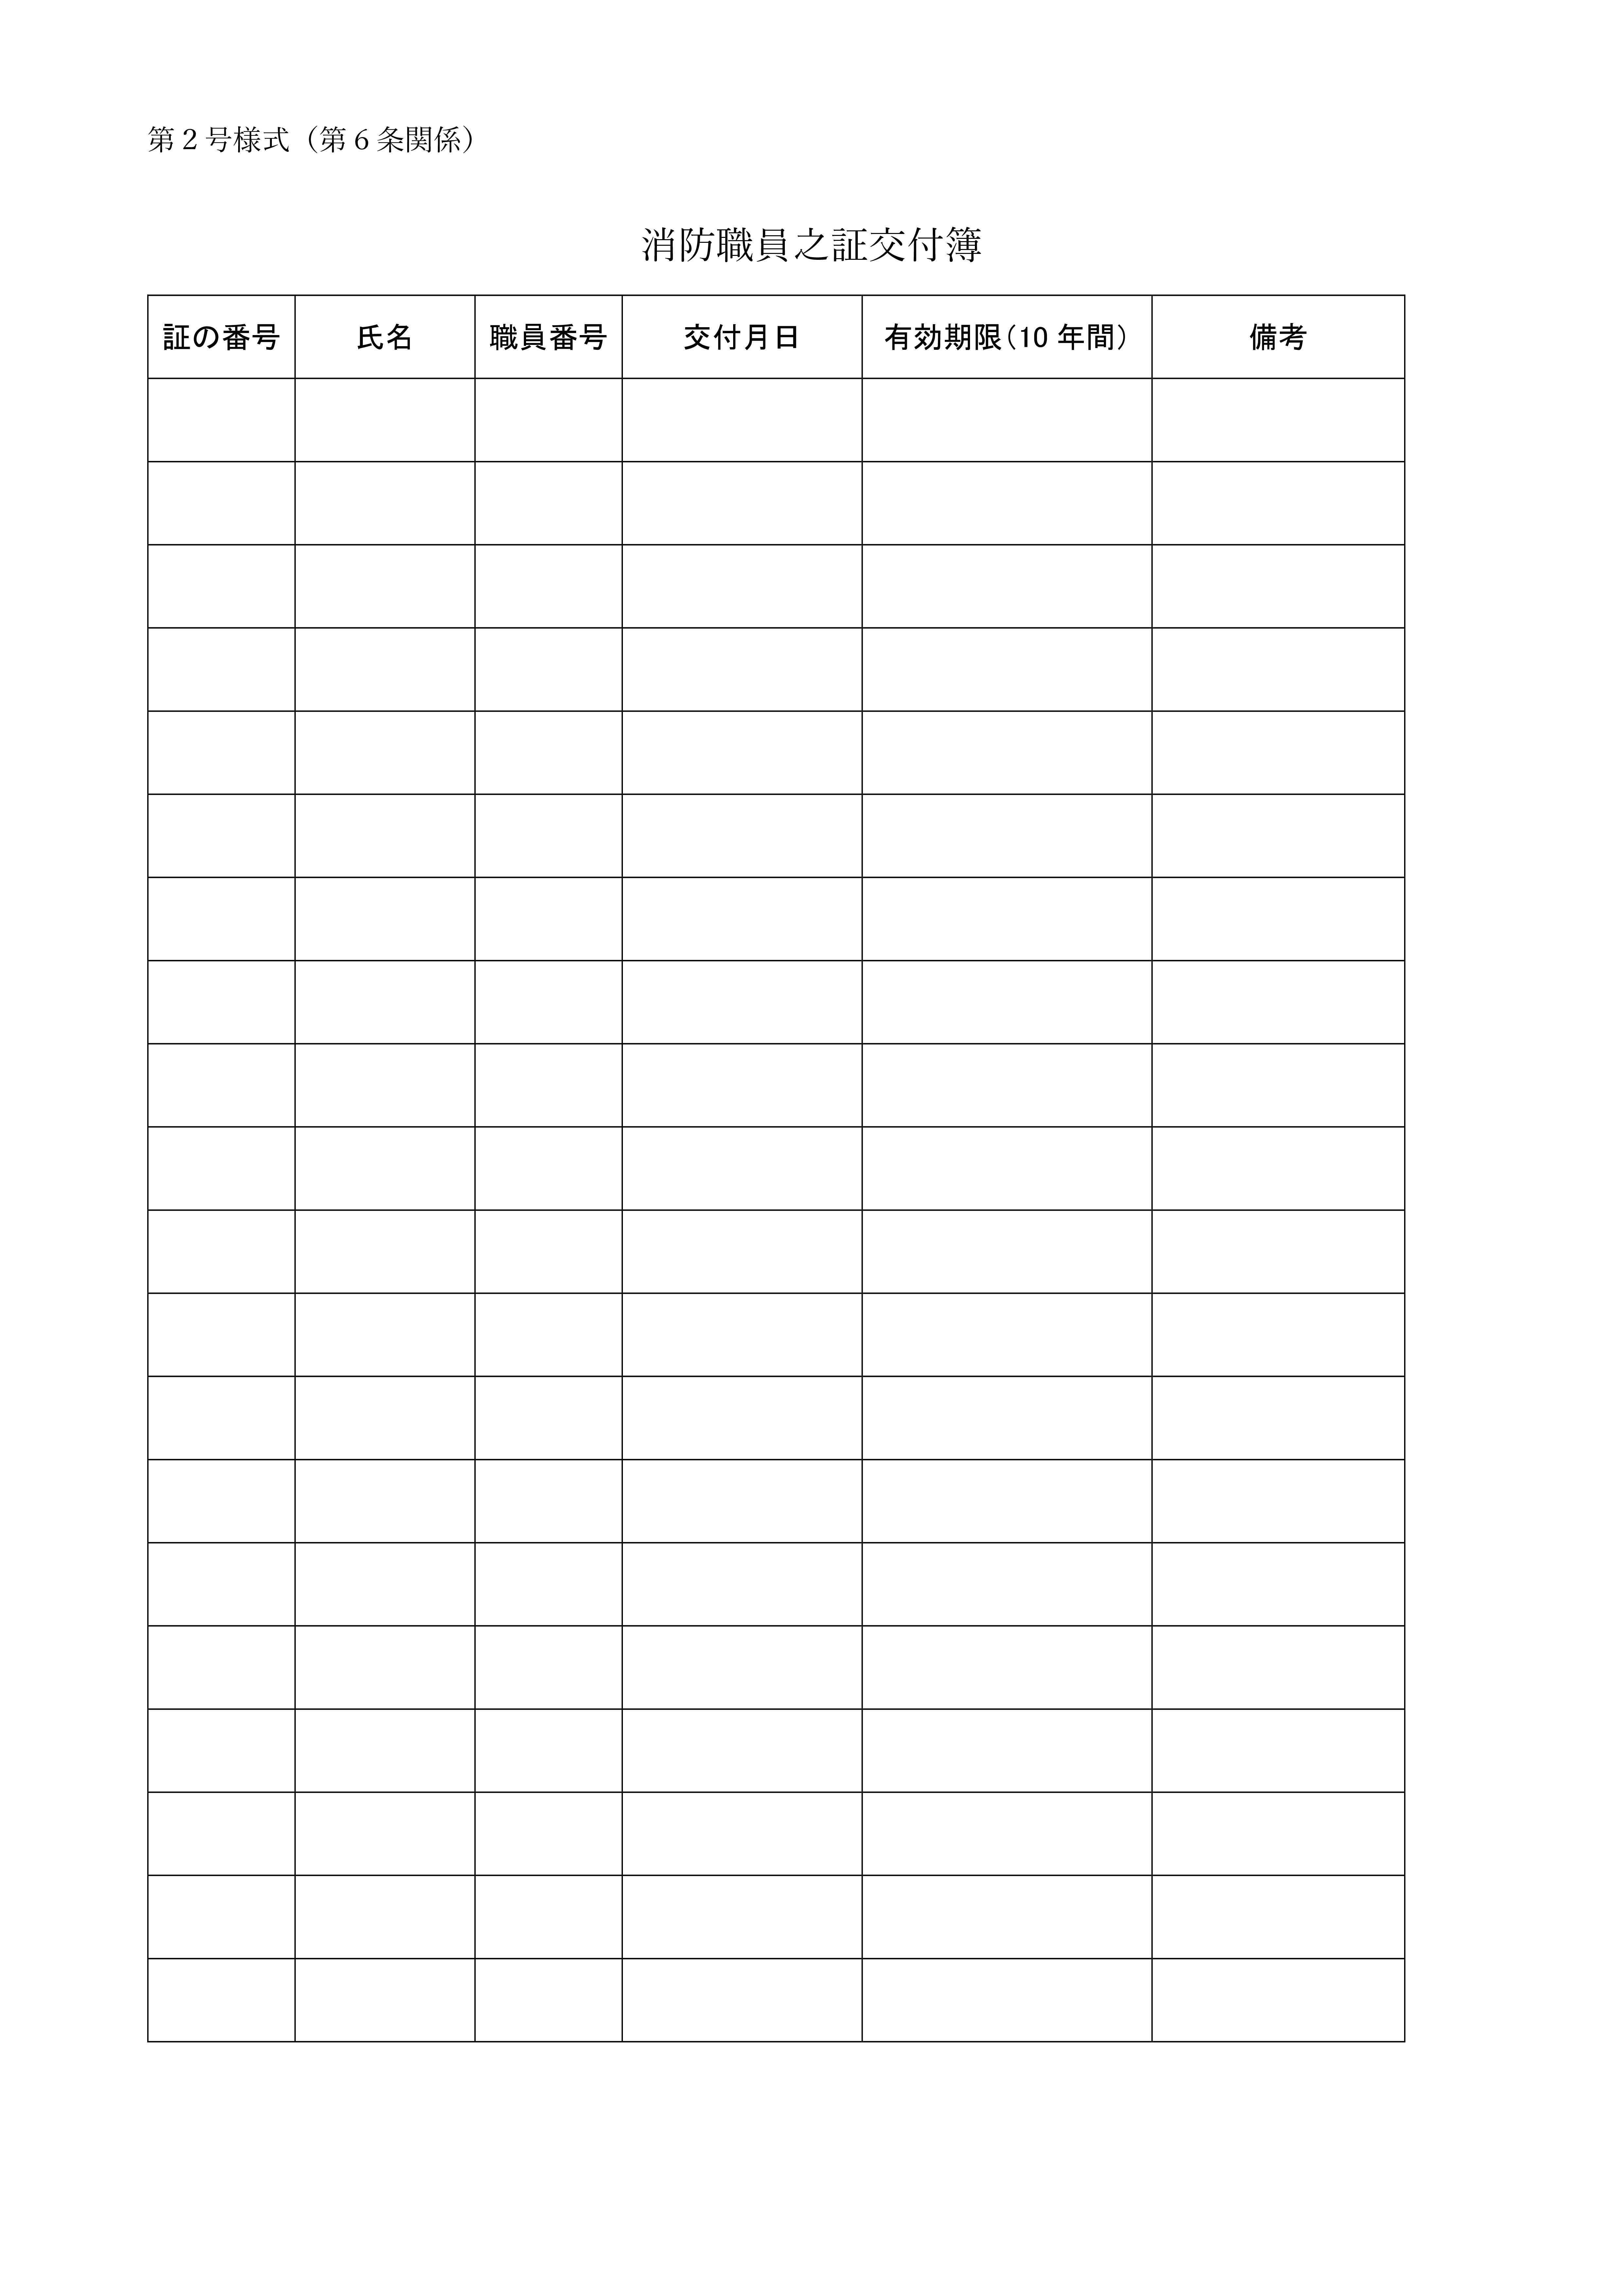 第２号様式（第６条関係）
消防職員之証交付簿
証の番号 氏名 職員番号 交付月日 有効期限（10 年間） 備考